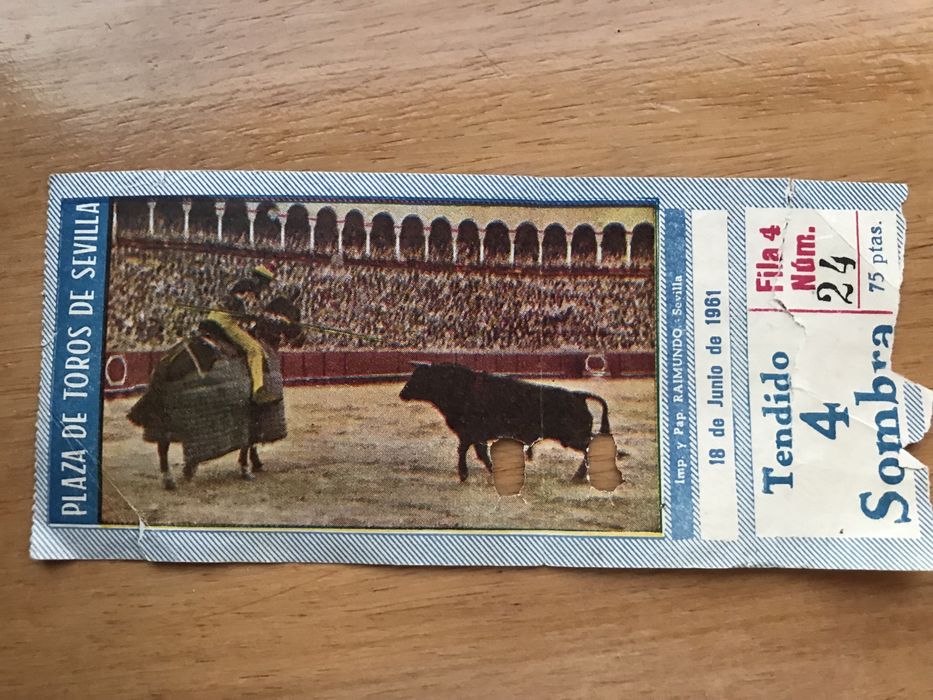 PLAZA DE TOROS DE SEVILLA
Imp. y Pap. RAIMUNDO.-Sevilla
18 de Junio de 1961
Tendido
4
Sombra
Fila 4
Núm.
24
75 ptas.